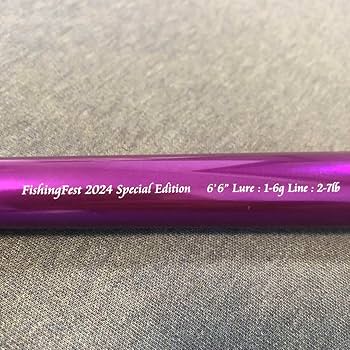 FishingFest 2024 Special Edition 6'6" Lure : 1-6g Line : 2-7lb